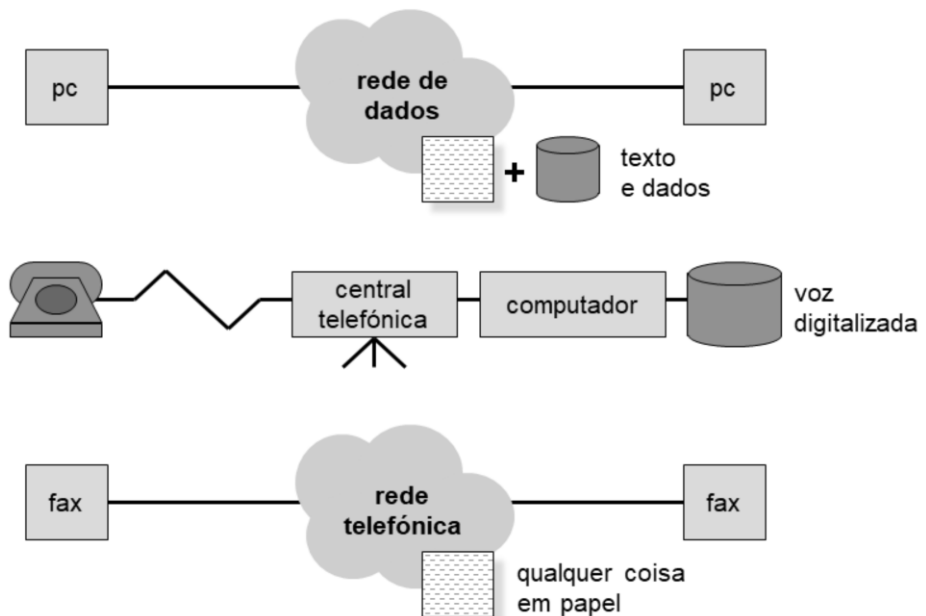 pc
rede de
dados
pc
+
texto
e dados
central
telefónica
computador
voz
digitalizada
fax
rede
telefónica
fax
qualquer coisa
em papel